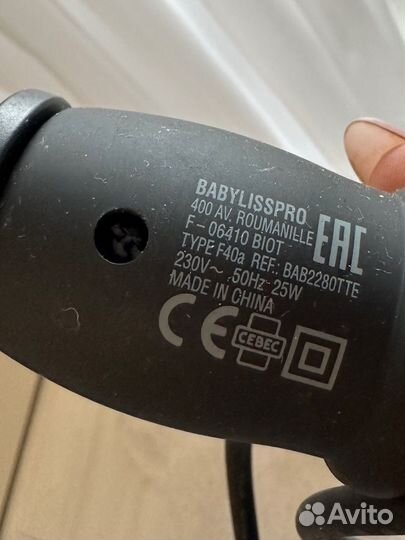 BABYLISSPRO
400 AV. ROUMANILLE
F - 06410 BIOT
TYPE F40a REF: BAB2280TTE
230V~ 50Hz 25W
MADE IN CHINA
EAC
CE
CEBEC
Avito